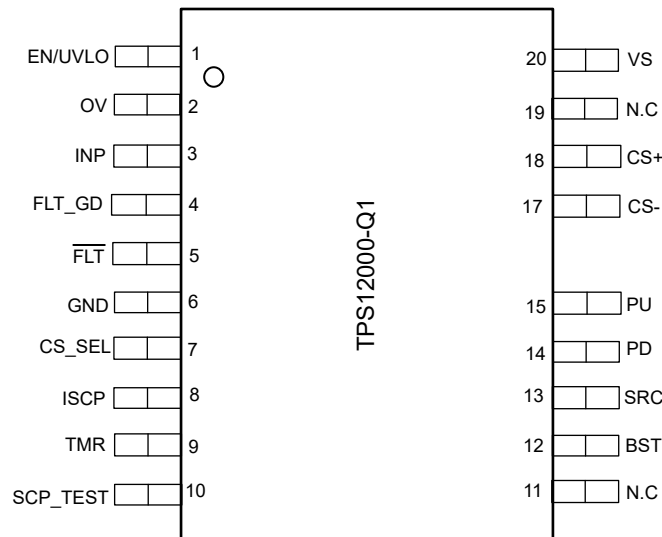 EN/UVLO 1
OV 2
INP 3
FLT_GD 4
FLT 5
GND 6
CS_SEL 7
ISCP 8
TMR 9
SCP_TEST 10
TPS12000-Q1
20 VS
19 N.C
18 CS+
17 CS-
15 PU
14 PD
13 SRC
12 BST
11 N.C